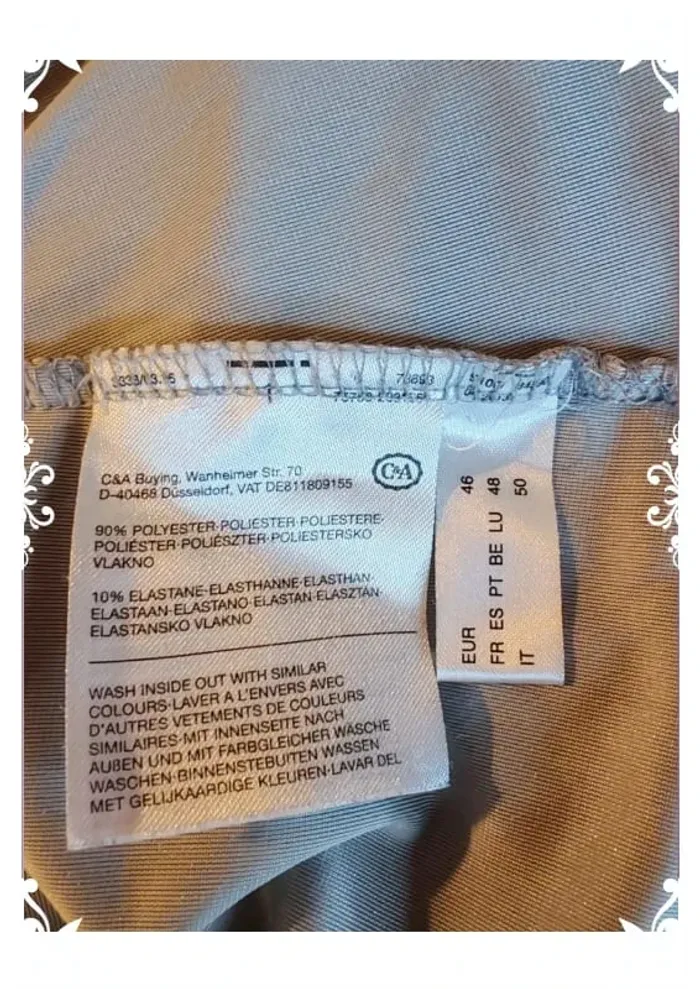 C&A Buying, Wanheimer Str. 70
D-40468 Düsseldorf, VAT DE811809155
C&A
90% POLYESTER·POLIESTER·POLIESTERE·
POLIÉSTER·POLIÉSZTER·POLIESTERSKO
VLAKNO
10% ELASTANE·ELASTHANNE·ELASTHAN·
ELASTAAN·ELASTANO·ELASTAN·ELASZTÁN·
ELASTANSKO VLAKNO
WASH INSIDE OUT WITH SIMILAR
COLOURS·LAVER A L'ENVERS AVEC
D'AUTRES VETEMENTS DE COULEURS
SIMILAIRES·MIT INNENSEITE NACH
AUßEN UND MIT FARBGLEICHER WÄSCHE
WASCHEN·BINNENSTEBUITEN WASSEN
MET GELIJKAARDIGE KLEUREN·LAVAR DEL
EUR 46
FR ES PT BE LU 48
IT 50